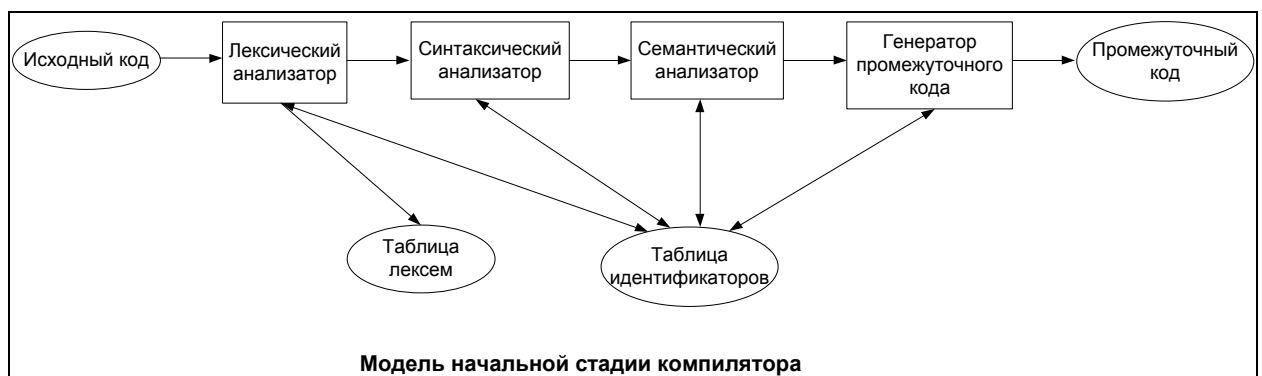 Исходный код
Лексический
анализатор
Синтаксический
анализатор
Семантический
анализатор
Генератор
промежуточного
кода
Промежуточный
код
Таблица
лексем
Таблица
идентификаторов
Модель начальной стадии компилятора